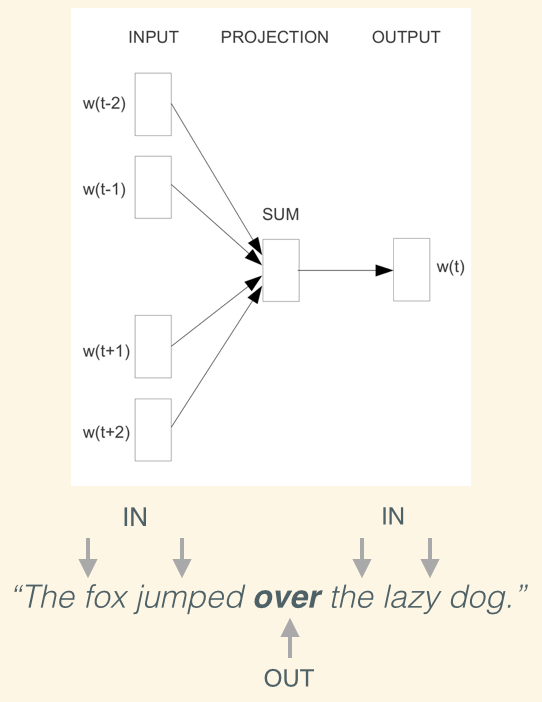 INPUT PROJECTION OUTPUT
w(t-2)
w(t-1)
SUM
w(t)
w(t+1)
w(t+2)
IN IN
“The fox jumped over the lazy dog.”
OUT